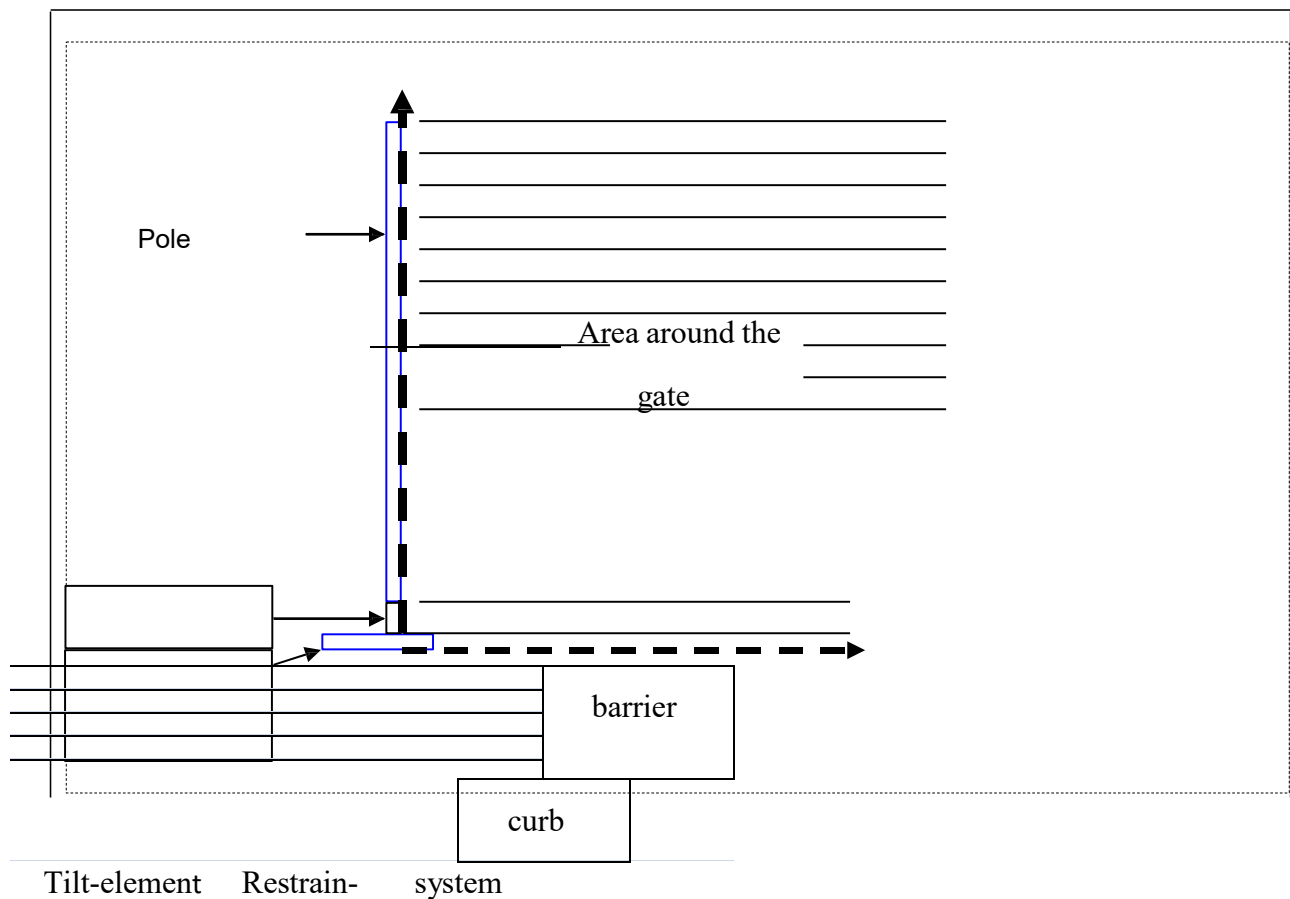 Pole
Area around the
gate
barrier
curb
Tilt-element Restrain- system